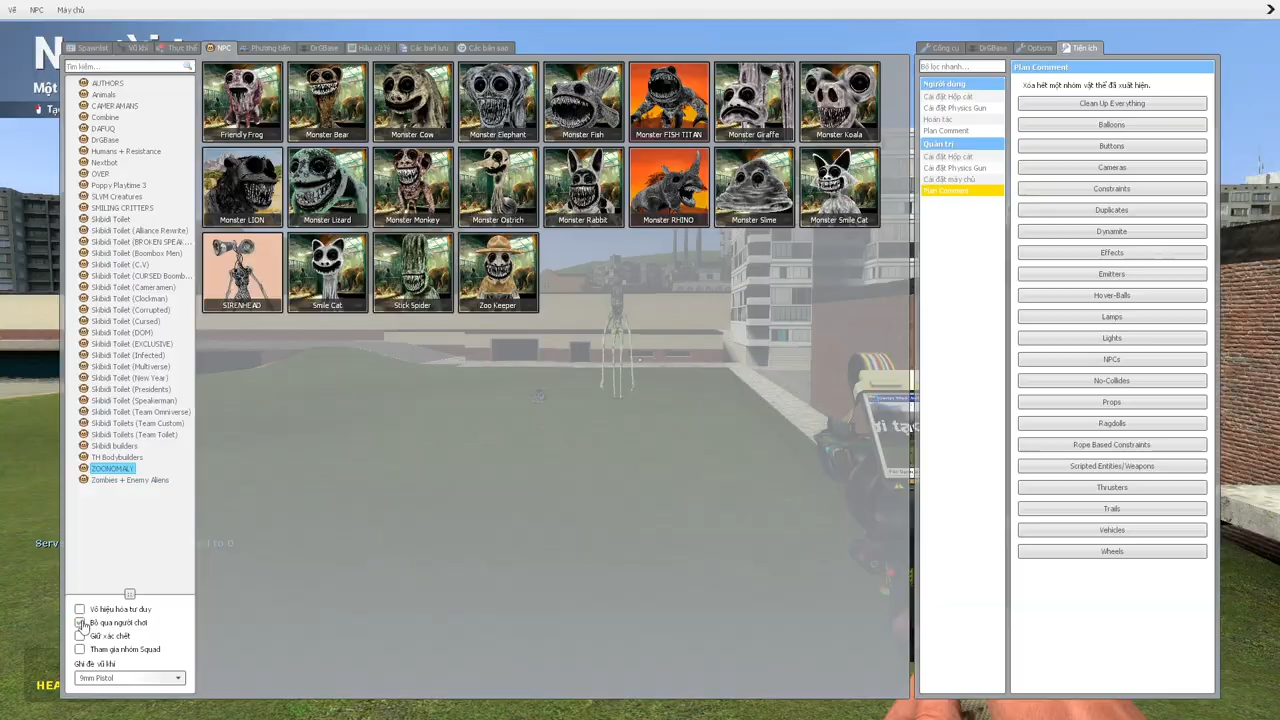 Vẽ NPC Máy chủ
Spawnlist Vũ khí Thực thể NPC Phương tiện DrGBase Hậu xử lý Các bản lưu Các bản sao
Công cụ DrGBase Options Tiện ích
Tìm kiếm...
AUTHORS
Animals
CAMERAMANS
Combine
DAFUQ
DrGBase
Humans + Resistance
Nextbot
OVER
Poppy Playtime 3
SLVM Creatures
SMILING CRITTERS
Skibidi Toilet
Skibidi Toilet (Alliance Rewrite)
Skibidi Toilet (BROKEN SPEAK...
Skibidi Toilet (Boombox Men)
Skibidi Toilet (C.V)
Skibidi Toilet (CURSED Boomb...
Skibidi Toilet (Cameramen)
Skibidi Toilet (Clockman)
Skibidi Toilet (Corrupted)
Skibidi Toilet (Cursed)
Skibidi Toilet (DOM)
Skibidi Toilet (EXCLUSIVE)
Skibidi Toilet (Infected)
Skibidi Toilet (Multiverse)
Skibidi Toilet (New Year)
Skibidi Toilet (Presidents)
Skibidi Toilet (Speakerman)
Skibidi Toilet (Team Omniverse)
Skibidi Toilets (Team Custom)
Skibidi Toilets (Team Toilet)
Skibidi builders
TH Bodybuilders
ZOONOMALY
Zombies + Enemy Aliens
Vô hiệu hóa tư duy
Bỏ qua người chơi
Giữ xác chết
Tham gia nhóm Squad
Ghi đè vũ khí
9mm Pistol
Friendly Frog Monster Bear Monster Cow Monster Elephant Monster Fish Monster FISH TITAN Monster Giraffe Monster Koala
Monster LION Monster Lizard Monster Monkey Monster Ostrich Monster Rabbit Monster RHINO Monster Slime Monster Smile Cat
SIRENHEAD Smile Cat Stick Spider Zoo Keeper
Bộ lọc nhanh...
Người dùng
Cài đặt Hộp cát
Cài đặt Physics Gun
Hoàn tác
Plan Comment
Quản trị
Cài đặt Hộp cát
Cài đặt Physics Gun
Cài đặt máy chủ
Plan Comment
Plan Comment
Xóa hết một nhóm vật thể đã xuất hiện.
Clean Up Everything
Balloons
Buttons
Cameras
Constraints
Duplicates
Dynamite
Effects
Emitters
Hover-Balls
Lamps
Lights
NPCs
No-Collides
Props
Ragdolls
Rope Based Constraints
Scripted Entities/Weapons
Thrusters
Trails
Vehicles
Wheels
Một
HEA